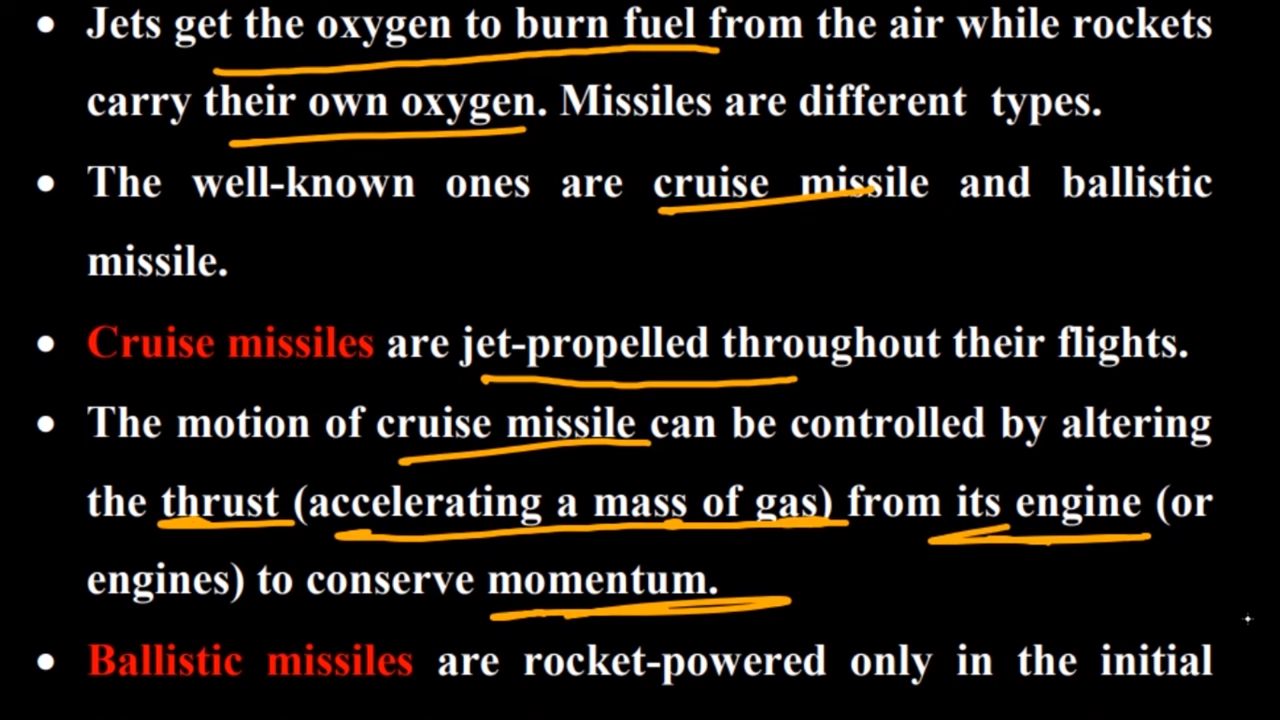 • Jets get the oxygen to burn fuel from the air while rockets
carry their own oxygen. Missiles are different types.
• The well-known ones are cruise missile and ballistic
missile.
• Cruise missiles are jet-propelled throughout their flights.
• The motion of cruise missile can be controlled by altering
the thrust (accelerating a mass of gas) from its engine (or
engines) to conserve momentum.
• Ballistic missiles are rocket-powered only in the initial